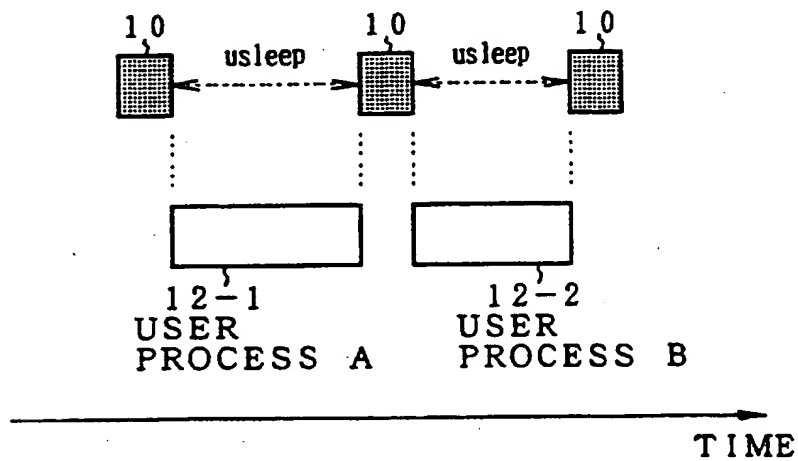 10 10 10
usleep usleep
12-1 12-2
USER USER
PROCESS A PROCESS B
TIME